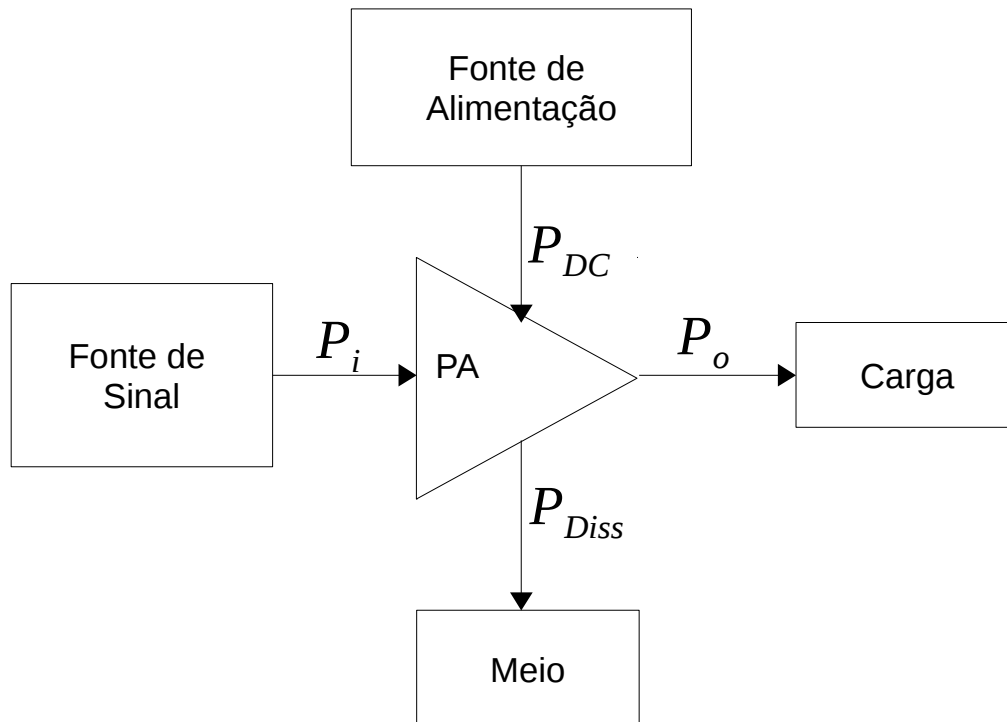 Fonte de
Alimentação
P_DC
Fonte de
Sinal
P_i
PA
P_o
Carga
P_Diss
Meio